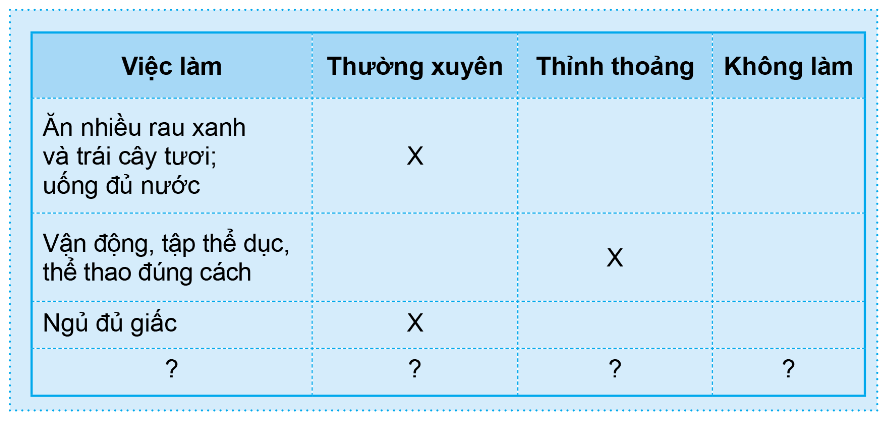 Việc làm Thường xuyên Thỉnh thoảng Không làm
Ăn nhiều rau xanh
và trái cây tươi; X
uống đủ nước
Vận động, tập thể dục,
thể thao đúng cách X
Ngủ đủ giấc X
? ? ? ?